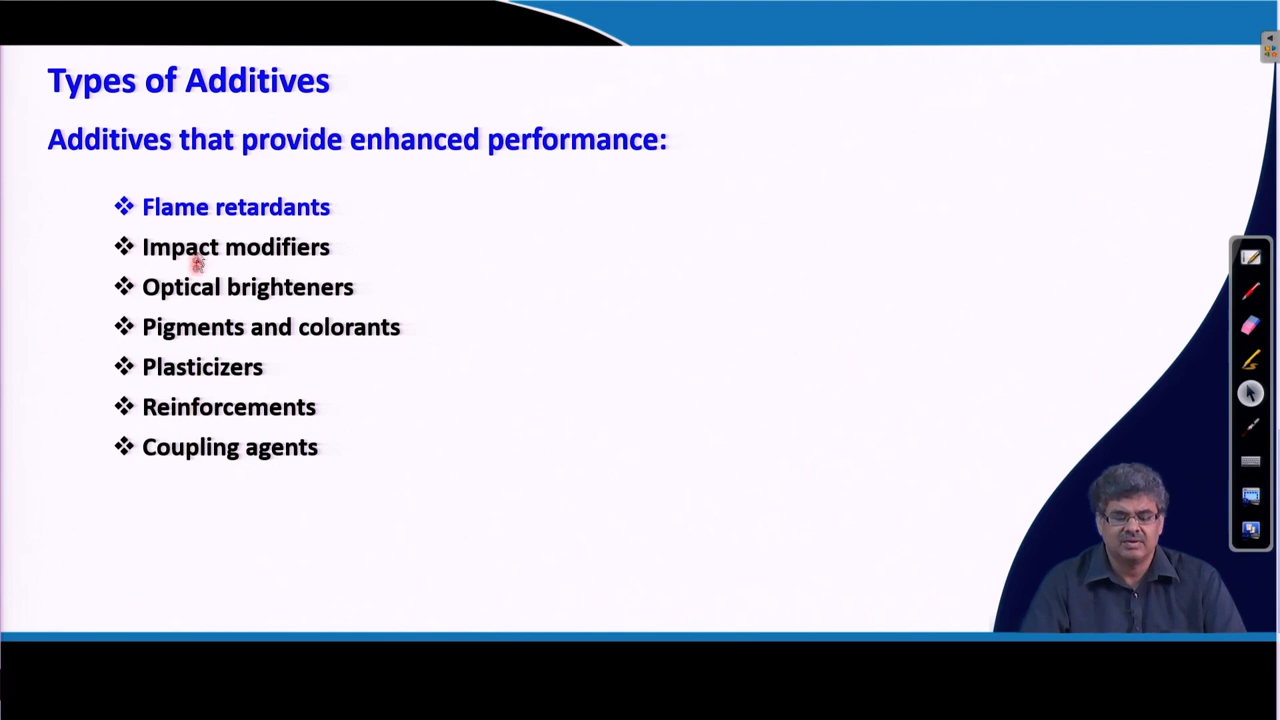 Types of Additives
Additives that provide enhanced performance:
❖ Flame retardants
❖ Impact modifiers
❖ Optical brighteners
❖ Pigments and colorants
❖ Plasticizers
❖ Reinforcements
❖ Coupling agents